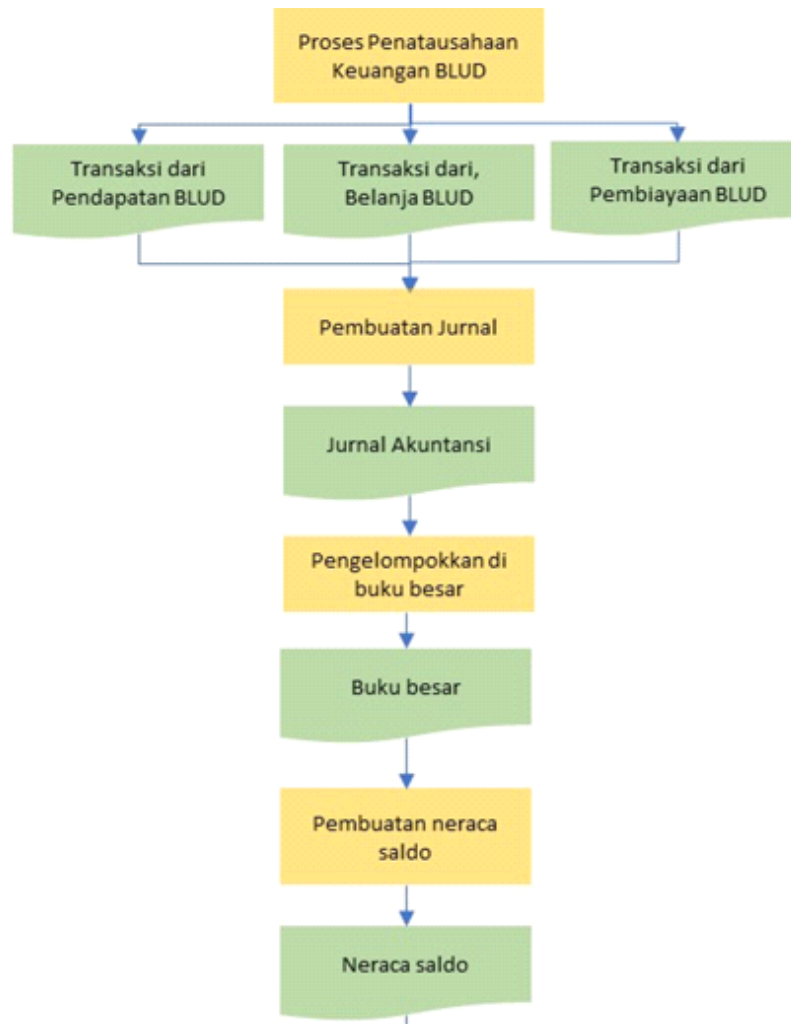 Proses Penatausahaan
Keuangan BLUD
Transaksi dari
Pendapatan BLUD
Transaksi dari,
Belanja BLUD
Transaksi dari
Pembiayaan BLUD
Pembuatan Jurnal
Jurnal Akuntansi
Pengelompokkan di
buku besar
Buku besar
Pembuatan neraca
saldo
Neraca saldo